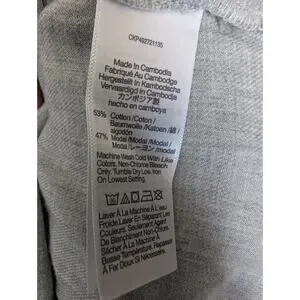 CKP492721135
Made In Cambodia
Fabriqué Au Cambodge
Hergestellt in Kambodscha
Vervaardigd in Cambodja
カンボジア製
hecho en camboya
53% Cotton / Coton /
Baumwolle / Katoen / 綿 /
algodón
47% Modal / Modal / Modal /
Modal / レーヨン / modal
Machine Wash Cold With Like
Colors. Non-Chlorine Bleach
Only. Tumble Dry Low. Iron
On Lowest Setting.
Laver À La Machine À L'eau
Froide. Laver En Séparant Les
Couleurs. Seulement Agent
De Blanchiment Non-Chlore.
Sécher À La Machine À
Basse Température. Repasser
À Fer Doux Si Nécessaire.